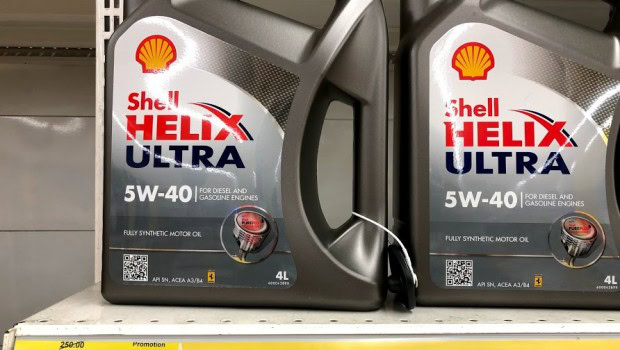 Shell
HELIX
ULTRA
5W-40
FOR DIESEL AND
GASOLINE ENGINES
FULLY SYNTHETIC MOTOR OIL
API SN, ACEA A3/B4
4L
Shell
HELIX
ULTRA
5W-40
FOR DIESEL AND
GASOLINE ENGINES
FULLY SYNTHETIC MOTOR OIL
API SN, ACEA A3/B4
4L
250.00 Promotion